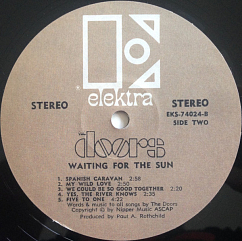 elektra
STEREO
STEREO
EKS-74024-B
SIDE TWO
the doors
WAITING FOR THE SUN
1. SPANISH CARAVAN 2:58
2. MY WILD LOVE 2:50
3. WE COULD BE SO GOOD TOGETHER 2:20
4. YES, THE RIVER KNOWS 2:35
5. FIVE TO ONE 4:22
Words & music to all songs by The Doors
Copyright © by Nipper Music ASCAP
Produced by Paul A. Rothchild